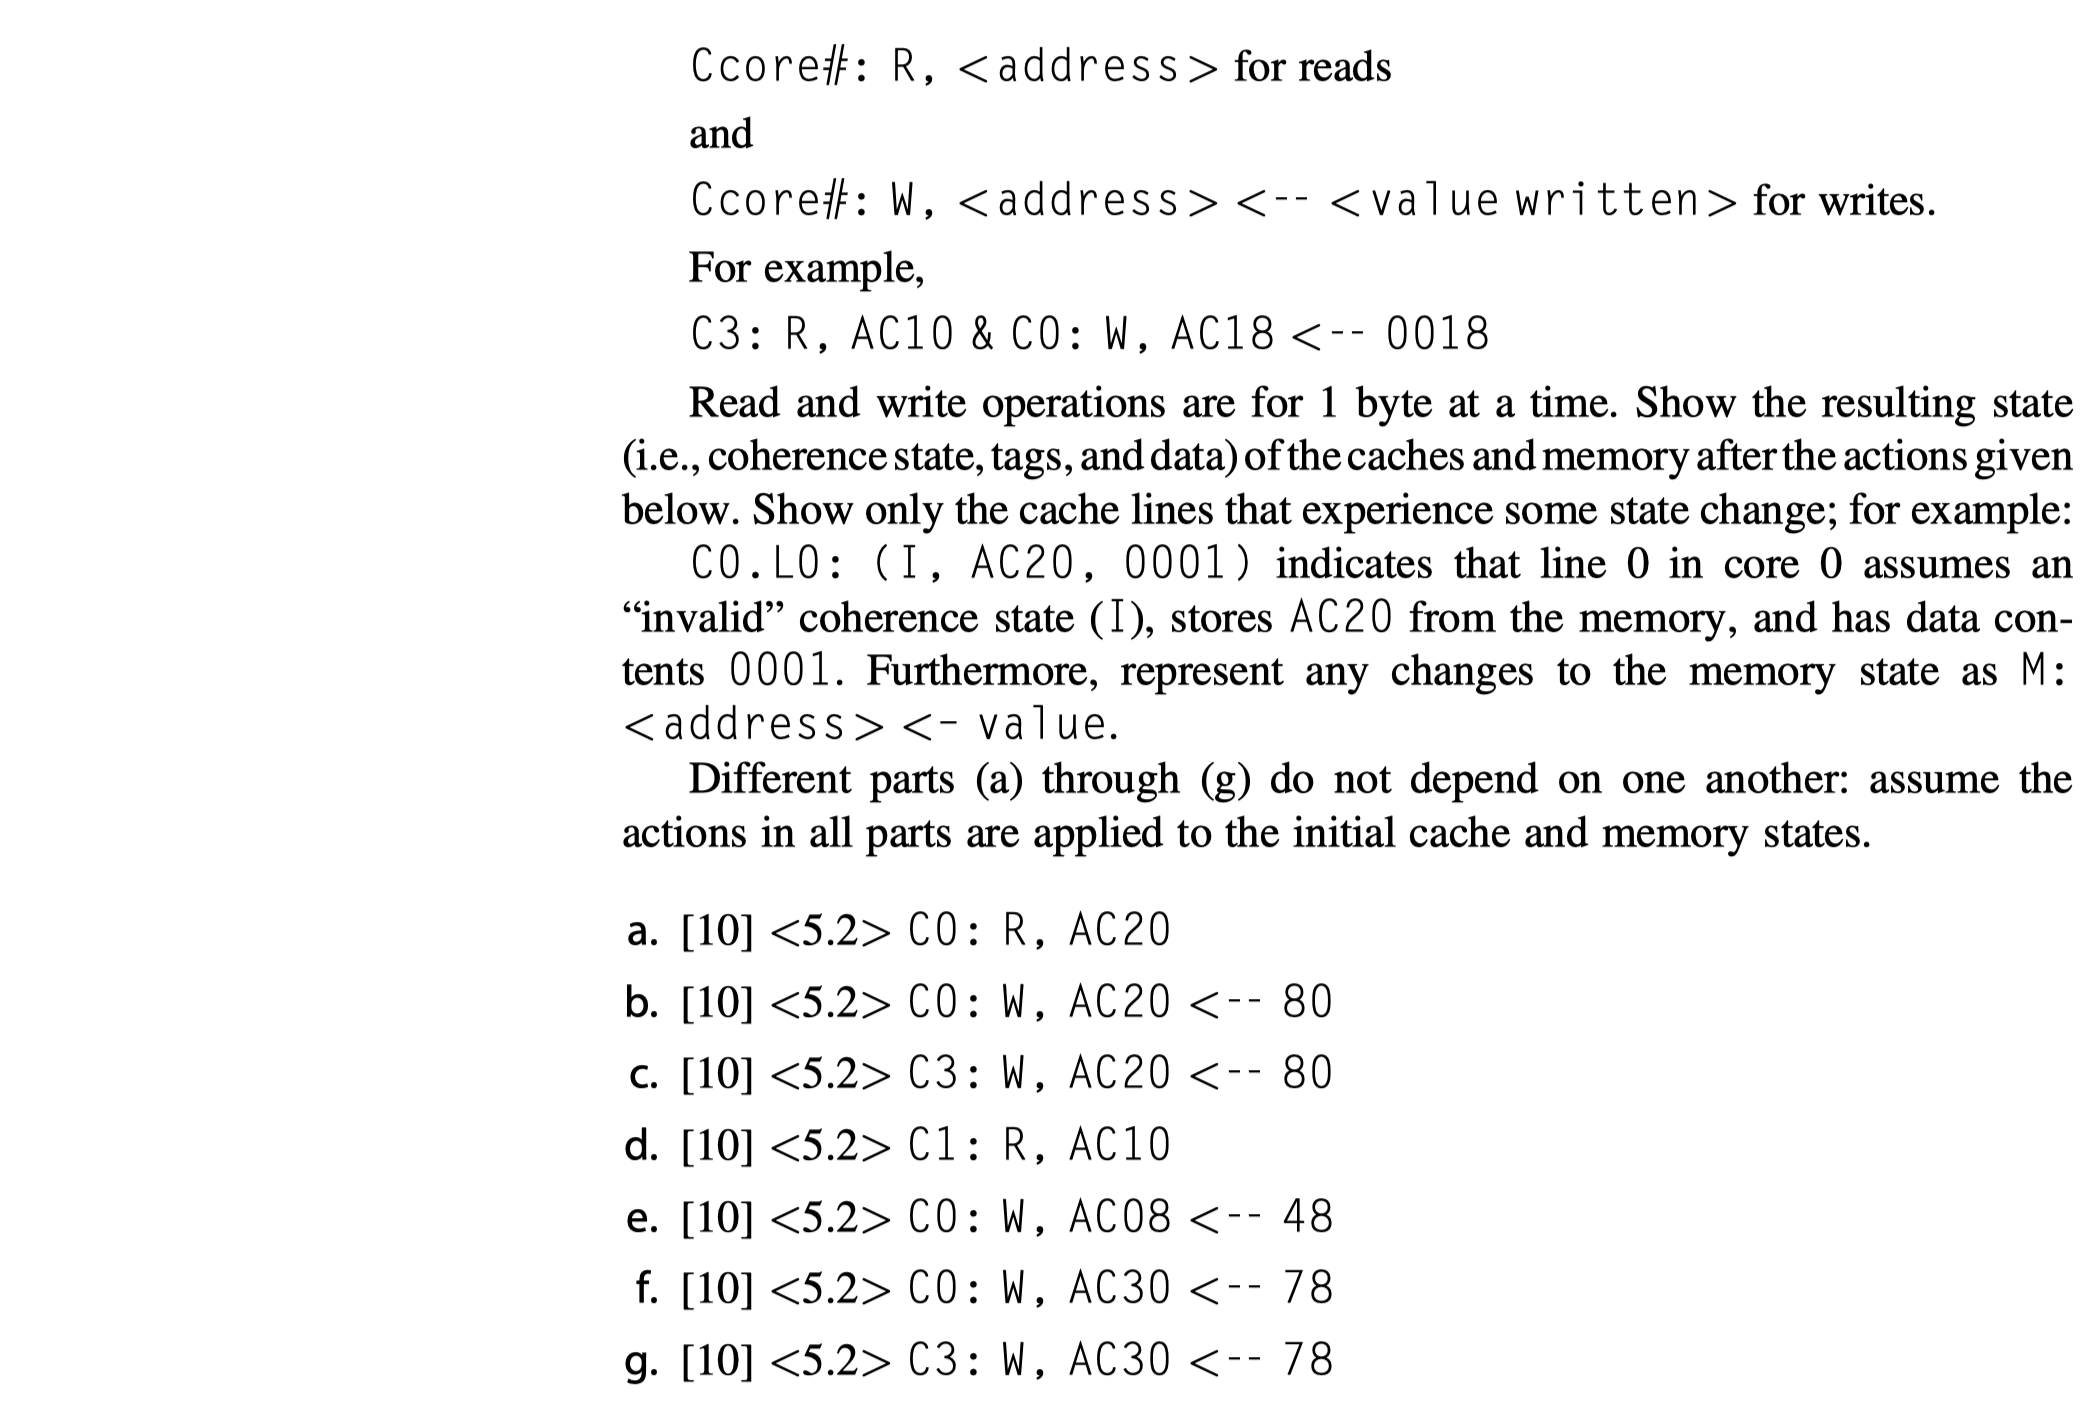 Ccore#: R, <address> for reads
and
Ccore#: W, <address> <-- <value written> for writes.
For example,
C3: R, AC10 & C0: W, AC18 <-- 0018
Read and write operations are for 1 byte at a time. Show the resulting state
(i.e., coherence state, tags, and data) of the caches and memory after the actions given
below. Show only the cache lines that experience some state change; for example:
C0.L0: (I, AC20, 0001) indicates that line 0 in core 0 assumes an
“invalid” coherence state (I), stores AC20 from the memory, and has data con-
tents 0001. Furthermore, represent any changes to the memory state as M:
<address> <- value.
Different parts (a) through (g) do not depend on one another: assume the
actions in all parts are applied to the initial cache and memory states.
a. [10] <5.2> C0: R, AC20
b. [10] <5.2> C0: W, AC20 <-- 80
c. [10] <5.2> C3: W, AC20 <-- 80
d. [10] <5.2> C1: R, AC10
e. [10] <5.2> C0: W, AC08 <-- 48
f. [10] <5.2> C0: W, AC30 <-- 78
g. [10] <5.2> C3: W, AC30 <-- 78